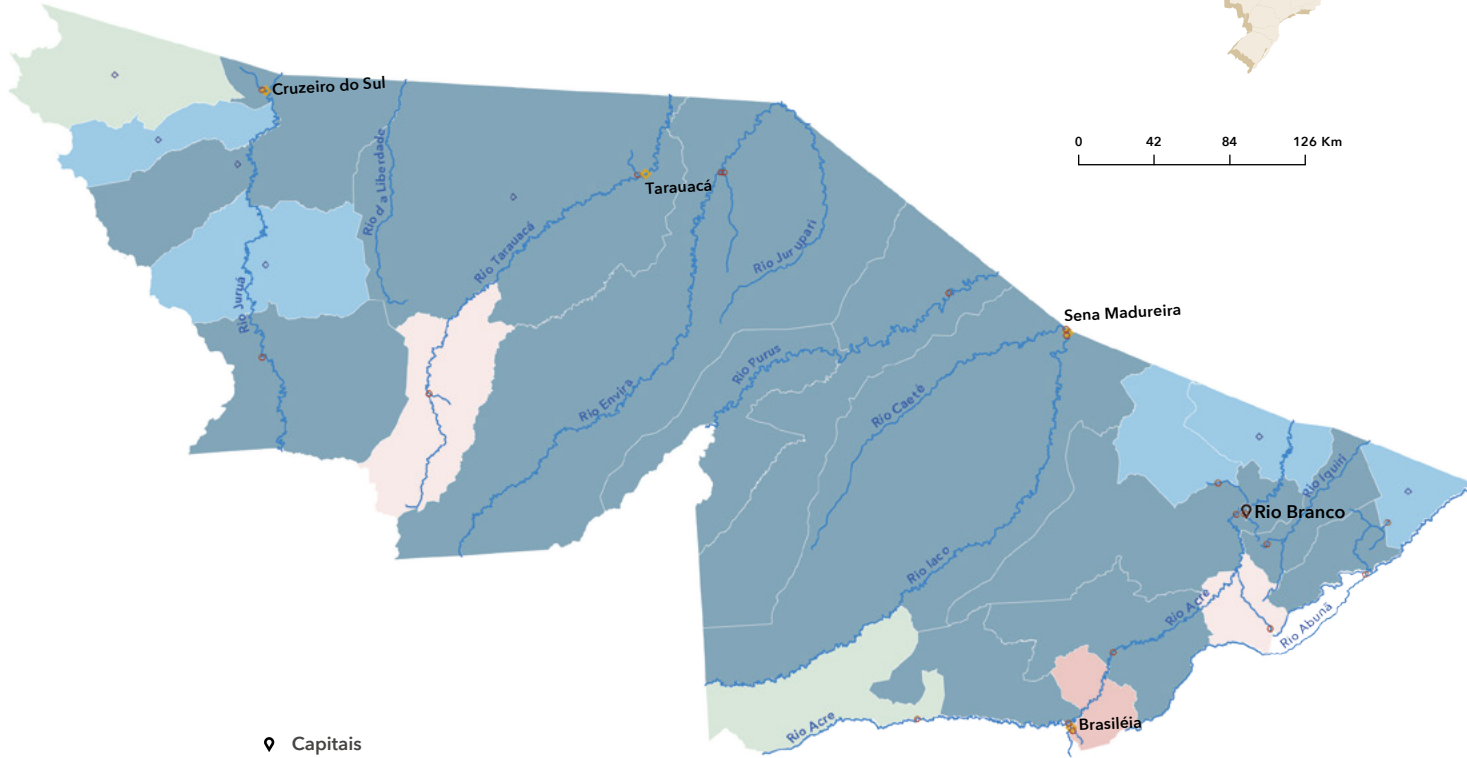 Cruzeiro do Sul
0 42 84 126 Km
Rio d'a Liberdade
Tarauacá
Rio Tarauacá
Rio Jurupari
Rio Juruá
Sena Madureira
Rio Purus
Rio Envira
Rio Caeté
Rio Iquiri
Rio Branco
Rio Iaco
Rio Acre
Rio Abunã
Rio Acre
Brasiléia
Capitais